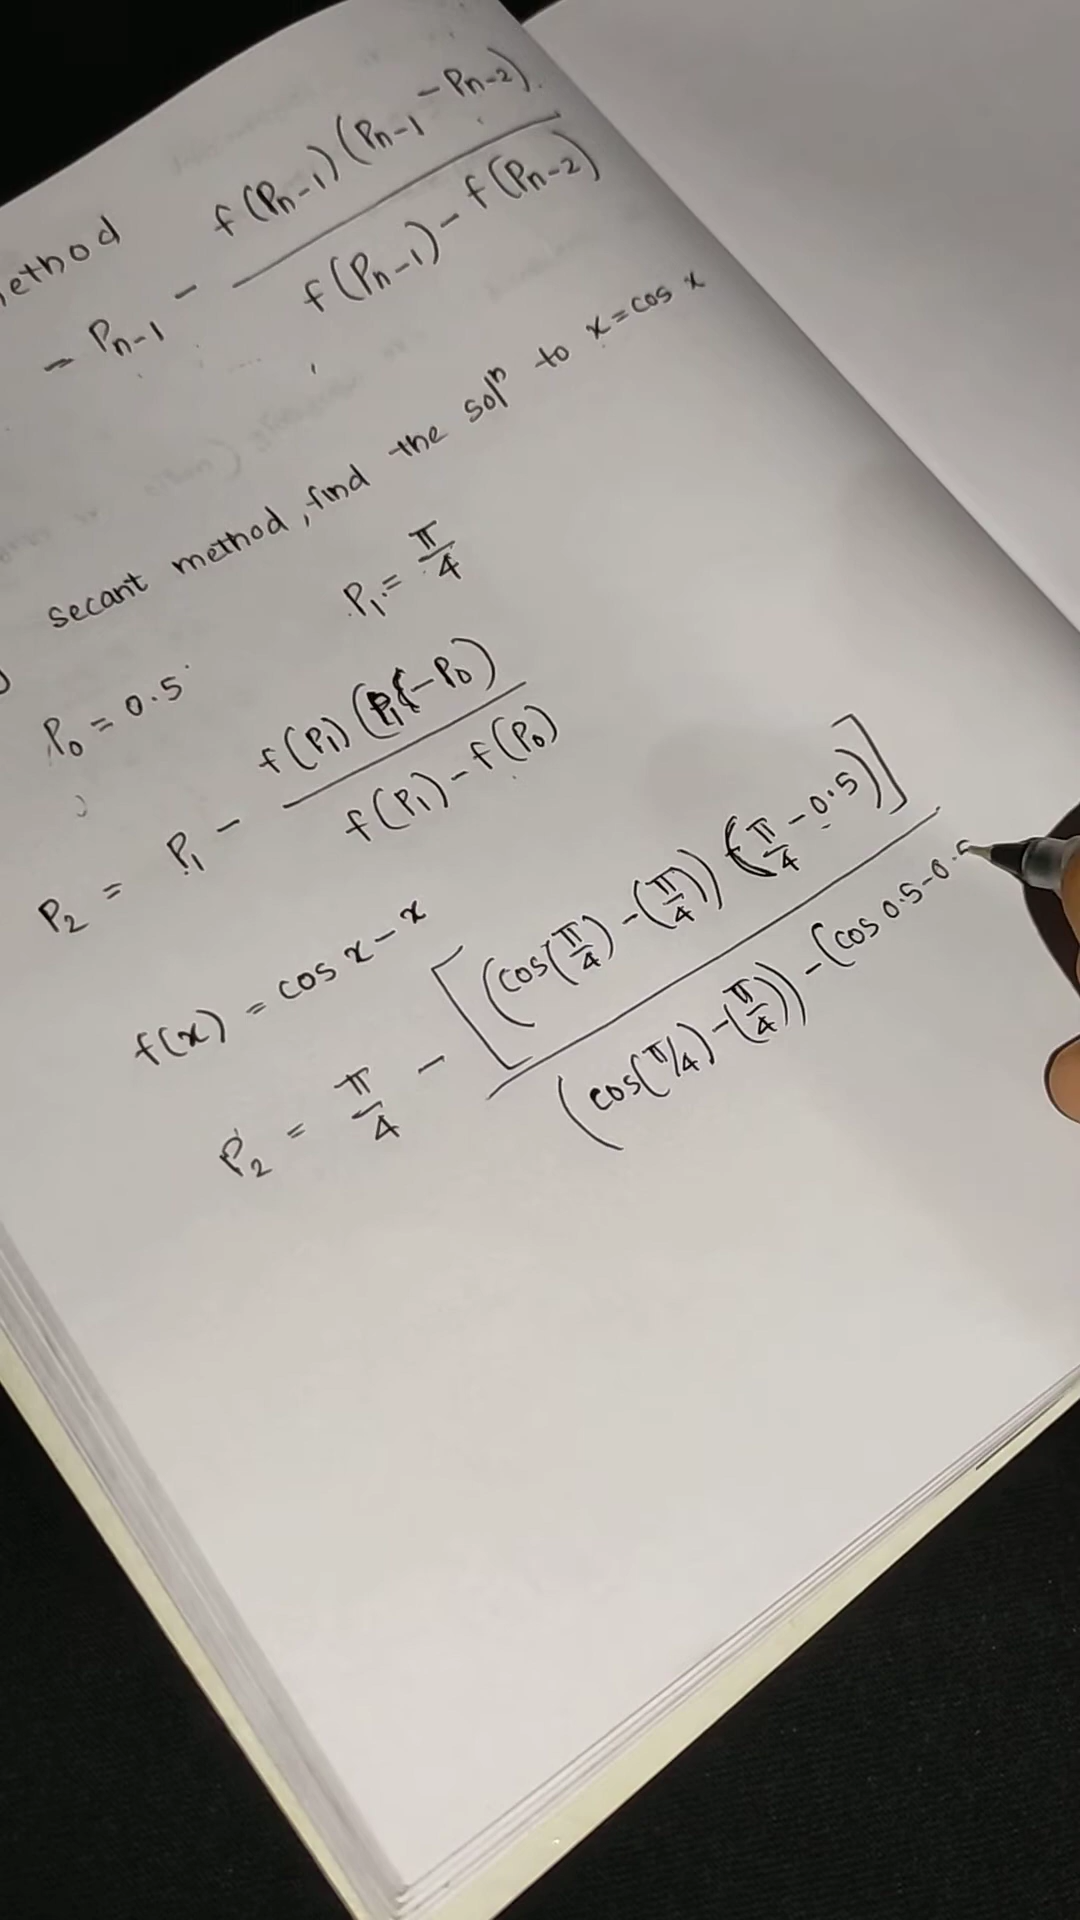 ethod
= Pn-1 - f(Pn-1)(Pn-1 - Pn-2) / f(Pn-1) - f(Pn-2)
secant method, find the solⁿ to x = cos x
P0 = 0.5 P1 = π/4
P2 = P1 - f(P1)(P1 - P0) / f(P1) - f(P0)
f(x) = cos x - x
P2 = π/4 - [(cos(π/4) - (π/4))(π/4 - 0.5)] / (cos(π/4) - (π/4)) - (cos 0.5 - 0.5